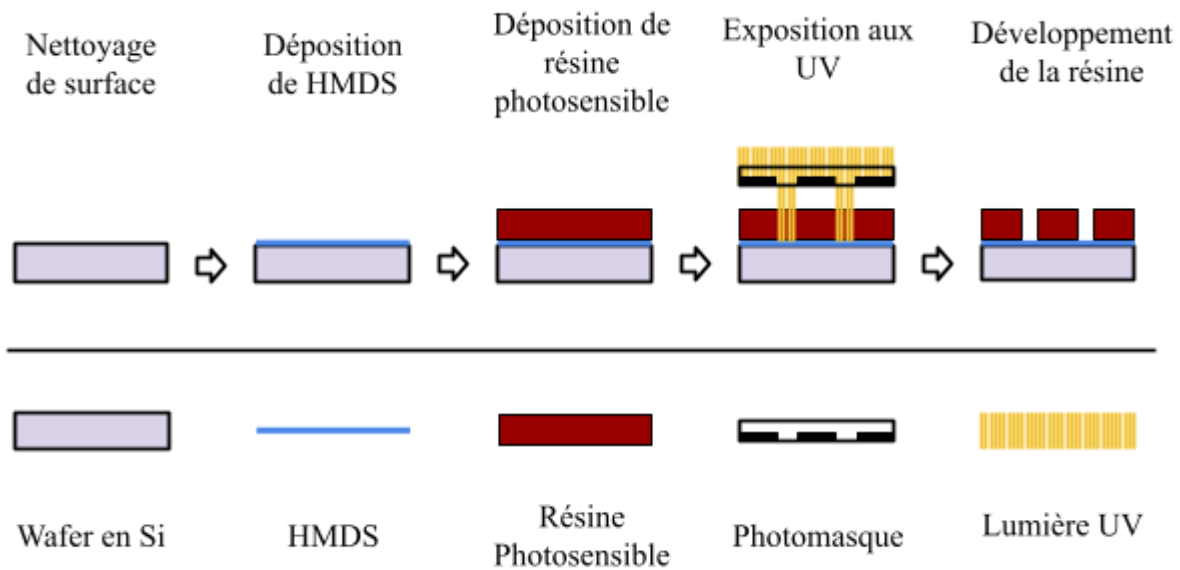 Nettoyage
de surface
Déposition
de HMDS
Déposition de
résine
photosensible
Exposition aux
UV
Développement
de la résine
Wafer en Si
HMDS
Résine
Photosensible
Photomasque
Lumière UV